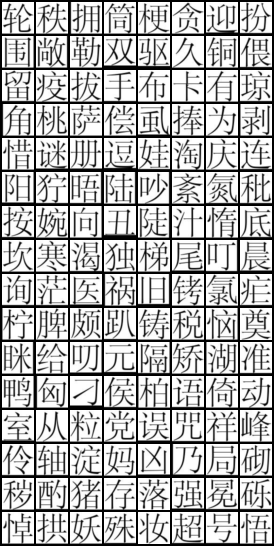 轮秩拥筒梗贪迎扮
围敞勒双驱久铜偎
留疫拔手布卡有琼
角桃萨偿虱捧为剥
惜谜册逗娃淘庆连
阳狞晤陆吵紊氮秕
按婉向丑陡汁惰底
坎寒渴独梯尾叮晨
询茫医祸旧铐氯疟
柠脾颇趴铸税恼奠
眯给叨元隔矫湖准
鸭匈刁侯柏语倚动
室从粒党误咒祥峰
伶轴淀妈凶乃局砌
秽酌猪存落强冕砾
悼拱妖殊妆超号悟